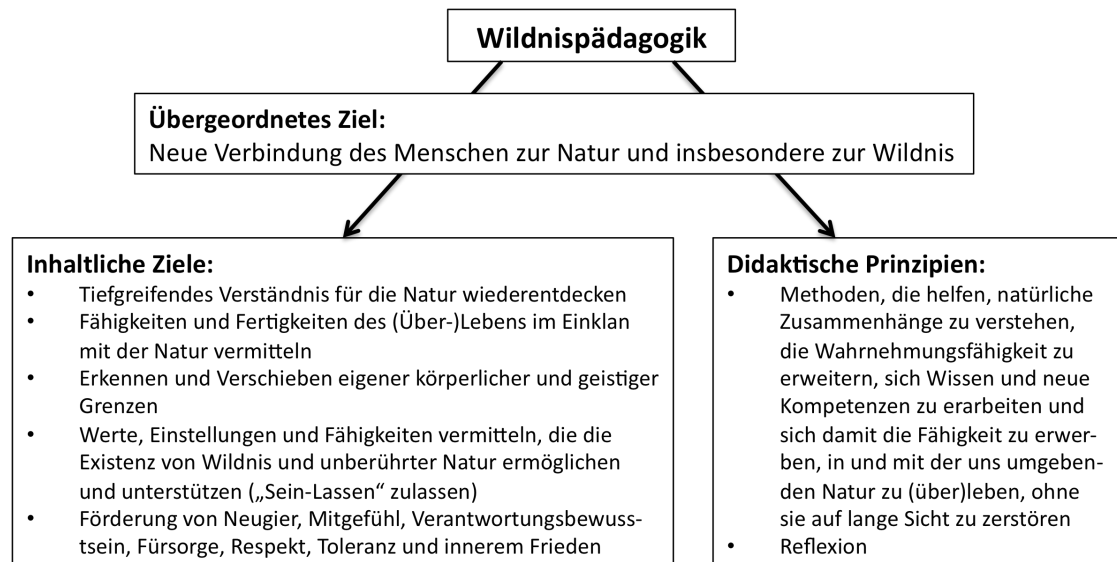 Wildnispädagogik
Übergeordnetes Ziel:
Neue Verbindung des Menschen zur Natur und insbesondere zur Wildnis
Inhaltliche Ziele:
• Tiefgreifendes Verständnis für die Natur wiederentdecken
• Fähigkeiten und Fertigkeiten des (Über-)Lebens im Einklan
mit der Natur vermitteln
• Erkennen und Verschieben eigener körperlicher und geistiger
Grenzen
• Werte, Einstellungen und Fähigkeiten vermitteln, die die
Existenz von Wildnis und unberührter Natur ermöglichen
und unterstützen („Sein-Lassen“ zulassen)
• Förderung von Neugier, Mitgefühl, Verantwortungsbewuss-
tsein, Fürsorge, Respekt, Toleranz und innerem Frieden
Didaktische Prinzipien:
• Methoden, die helfen, natürliche
Zusammenhänge zu verstehen,
die Wahrnehmungsfähigkeit zu
erweitern, sich Wissen und neue
Kompetenzen zu erarbeiten und
sich damit die Fähigkeit zu erwer-
ben, in und mit der uns umgeben-
den Natur zu (über)leben, ohne
sie auf lange Sicht zu zerstören
• Reflexion